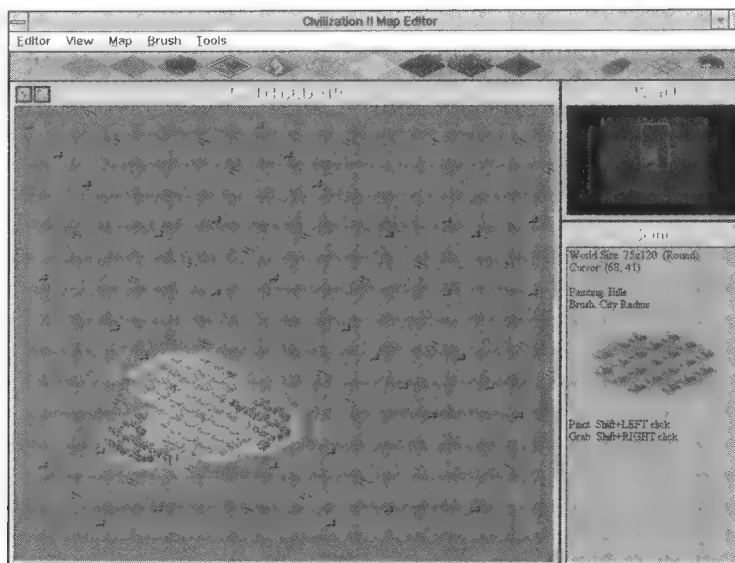 Civilization II Map Editor
Editor View Map Brush Tools
World Size 75x120 (Round)
Cursor (68, 41)
Painting: Hills
Brush: City Radius
Paint Shift+LEFT click
Grab Shift+RIGHT click